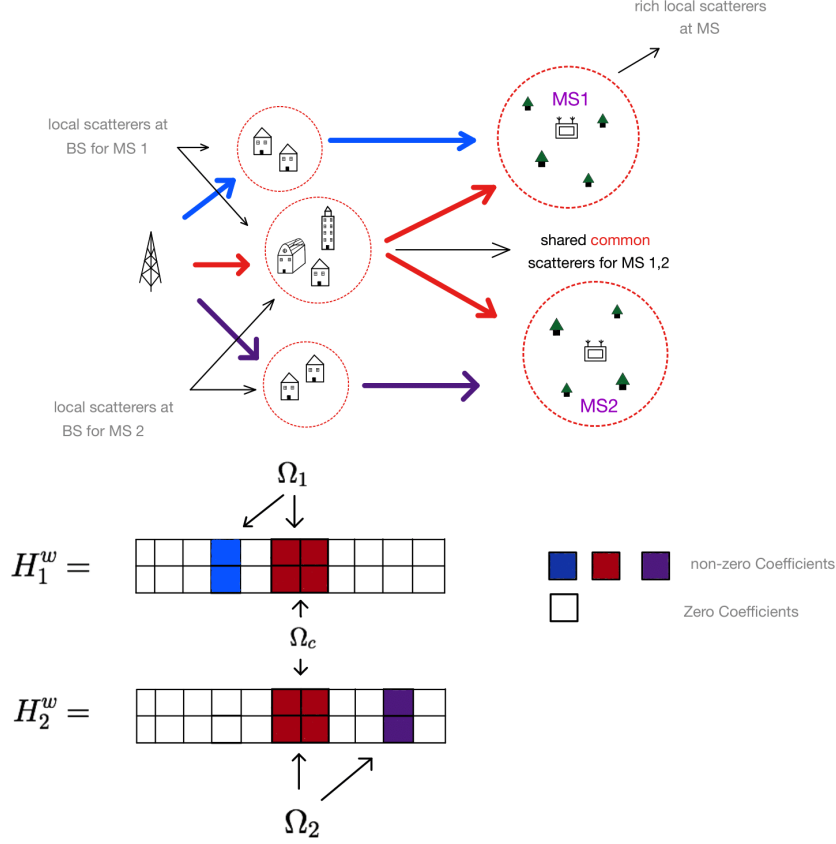 rich local scatterers
at MS
MS1
local scatterers at
BS for MS 1
shared common
scatterers for MS 1,2
local scatterers at
BS for MS 2
MS2
Ω₁
H₁ʷ =
non-zero Coefficients
Zero Coefficients
Ω_c
H₂ʷ =
Ω₂